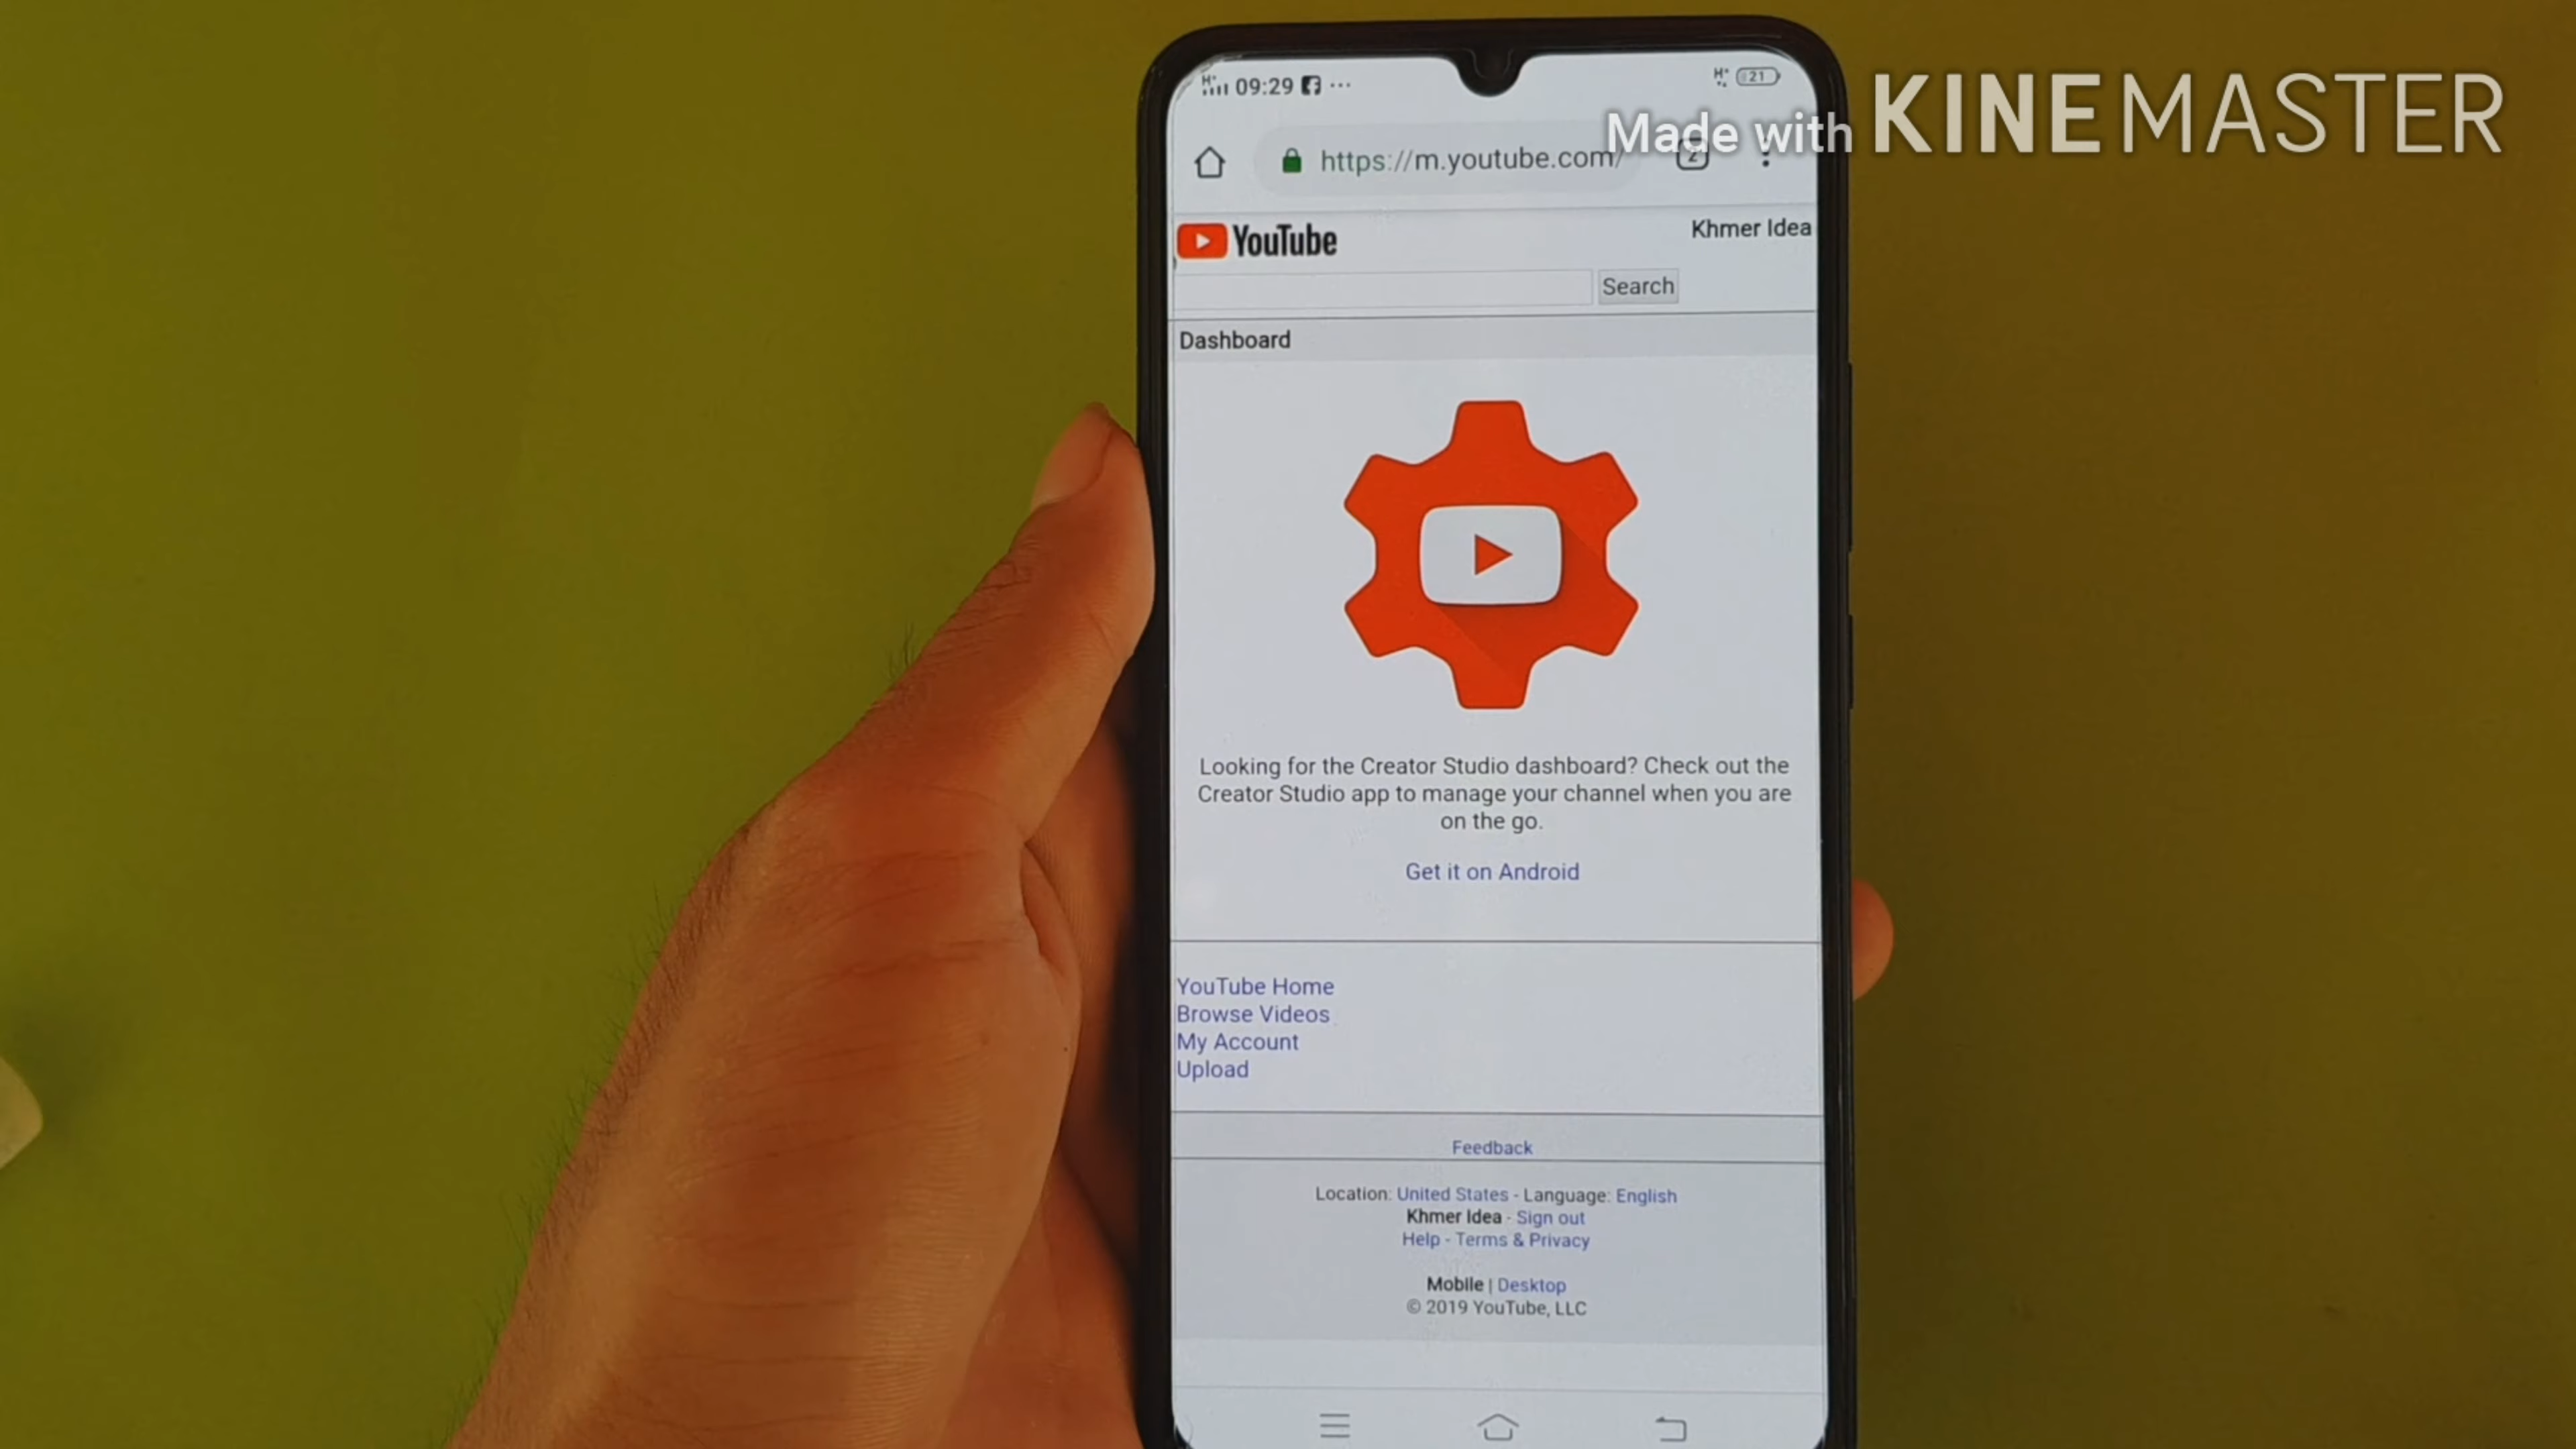 H+ 09:29 ··· H+ 21
Made with KINEMASTER
https://m.youtube.com/ 2
YouTube Khmer Idea
Search
Dashboard
Looking for the Creator Studio dashboard? Check out the
Creator Studio app to manage your channel when you are
on the go.
Get it on Android
YouTube Home
Browse Videos
My Account
Upload
Feedback
Location: United States - Language: English
Khmer Idea - Sign out
Help - Terms & Privacy
Mobile | Desktop
© 2019 YouTube, LLC